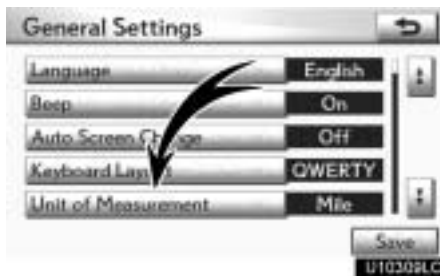 General Settings
Language English
Beep On
Auto Screen Change Off
Keyboard Layout QWERTY
Unit of Measurement Mile
Save
U10309LC